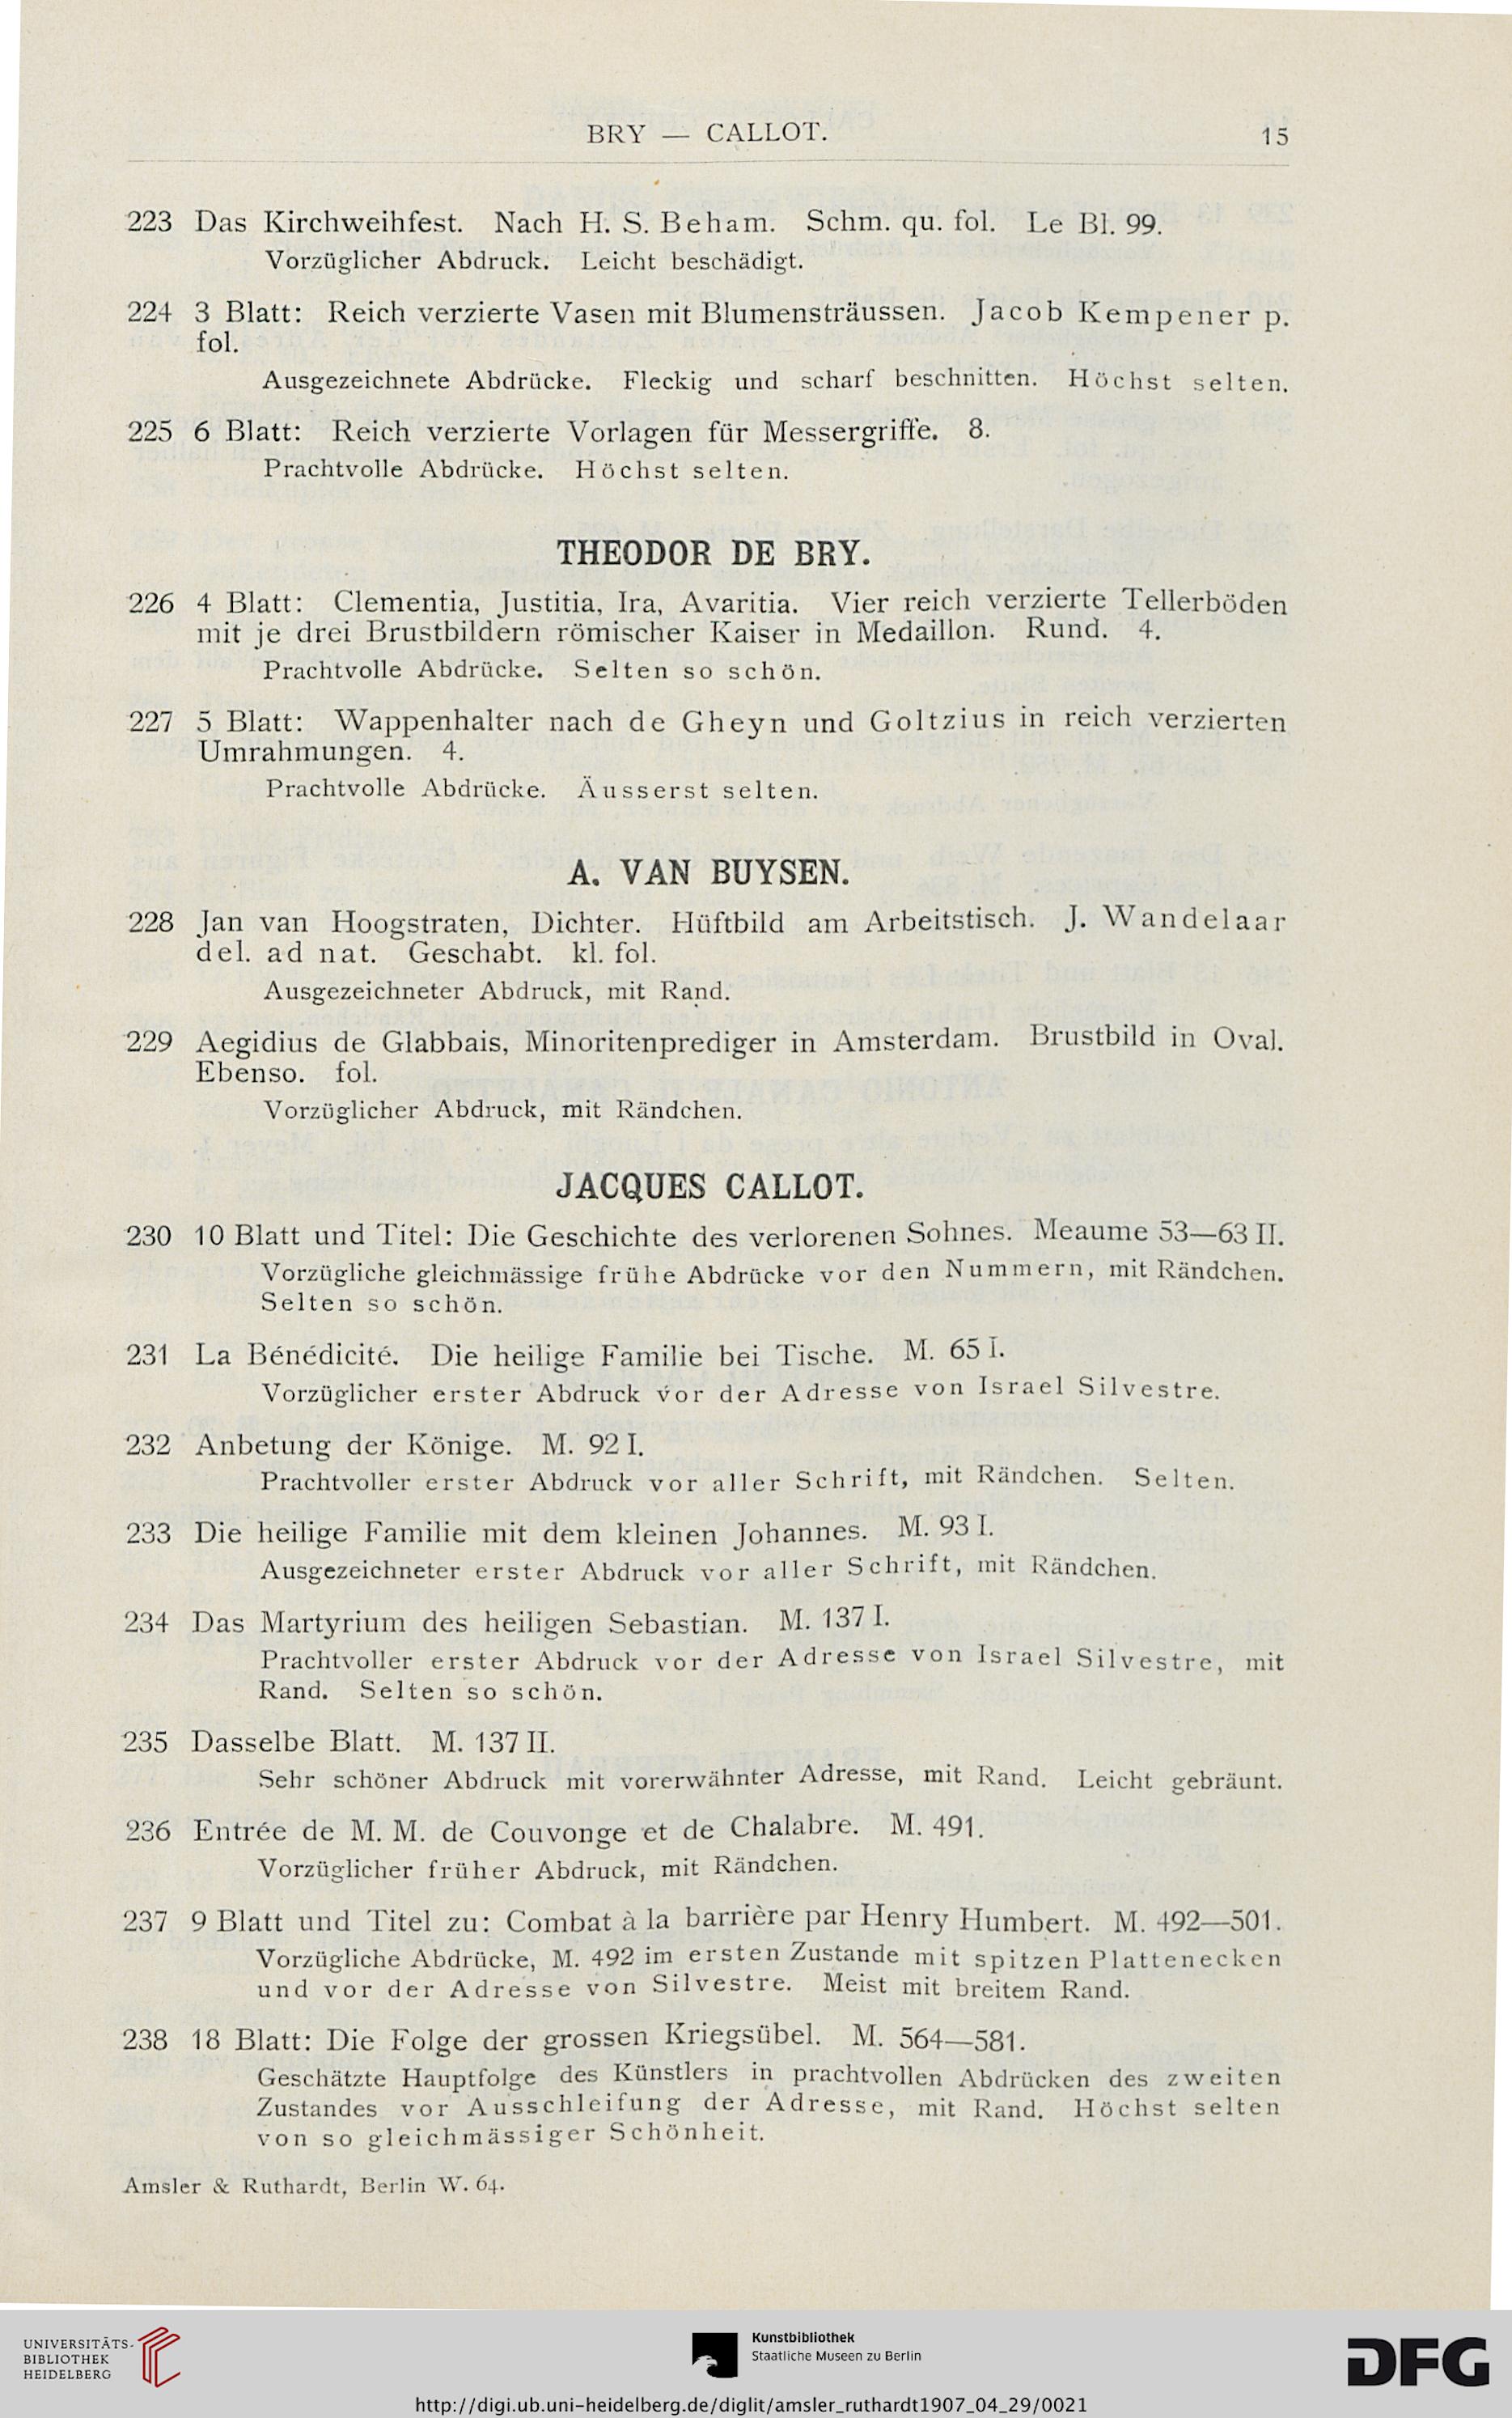 BRY — CALLOT.
15
223 Das Kirchweihfest. Nach H. S. Beham. Schm. qu. fol. Le Bl. 99.
Vorzüglicher Abdruck. Leicht beschädigt.
224 3 Blatt: Reich verzierte Vasen mit Blumensträussen. Jacob Kempener p.
fol.
Ausgezeichnete Abdrücke. Fleckig und scharf beschnitten. Höchst selten.
225 6 Blatt: Reich verzierte Vorlagen für Messergriffe. 8.
Prachtvolle Abdrücke. Höchst selten.
THEODOR DE BRY.
226 4 Blatt: Clementia, Justitia, Ira, Avaritia. Vier reich verzierte Tellerböden
mit je drei Brustbildern römischer Kaiser in Medaillon. Rund. 4.
Prachtvolle Abdrücke. Selten so schön.
227 5 Blatt: Wappenhalter nach de Gheyn und Goltzius in reich verzierten
Umrahmungen. 4.
Prachtvolle Abdrücke. Äusserst selten.
A. VAN BUYSEN.
228 Jan van Hoogstraten, Dichter. Hüftbild am Arbeitstisch. J. Wandelaar
del. ad nat. Geschabt. kl. fol.
Ausgezeichneter Abdruck, mit Rand.
229 Aegidius de Glabbais, Minoritenprediger in Amsterdam. Brustbild in Oval.
Ebenso. fol.
Vorzüglicher Abdruck, mit Rändchen.
JACQUES CALLOT.
230 10 Blatt und Titel: Die Geschichte des verlorenen Sohnes. Meaume 53—63 II.
Vorzügliche gleichmässige frühe Abdrücke vor den Nummern, mit Rändchen.
Selten so schön.
231 La Bénédicité. Die heilige Familie bei Tische. M. 65 I.
Vorzüglicher erster Abdruck vor der Adresse von Israel Silvestre.
232 Anbetung der Könige. M. 92 I.
Prachtvoller erster Abdruck vor aller Schrift, mit Rändchen. Selten.
233 Die heilige Familie mit dem kleinen Johannes. M. 93 I.
Ausgezeichneter erster Abdruck vor aller Schrift, mit Rändchen.
234 Das Martyrium des heiligen Sebastian. M. 137 I.
Prachtvoller erster Abdruck vor der Adresse von Israel Silvestre, mit
Rand. Selten so schön.
235 Dasselbe Blatt. M. 137 II.
Sehr schöner Abdruck mit vorerwähnter Adresse, mit Rand. Leicht gebräunt.
236 Entrée de M. M. de Couvonge et de Chalabre. M. 491.
Vorzüglicher früher Abdruck, mit Rändchen.
237 9 Blatt und Titel zu: Combat à la barrière par Henry Humbert. M. 492—501.
Vorzügliche Abdrücke, M. 492 im ersten Zustande mit spitzen Plattenecken
und vor der Adresse von Silvestre. Meist mit breitem Rand.
238 18 Blatt: Die Folge der grossen Kriegsübel. M. 564—581.
Geschätzte Hauptfolge des Künstlers in prachtvollen Abdrücken des zweiten
Zustandes vor Ausschleifung der Adresse, mit Rand. Höchst selten
von so gleichmässiger Schönheit.
Amsler & Ruthardt, Berlin W. 64.
UNIVERSITÄTS-
BIBLIOTHEK
HEIDELBERG
Kunstbibliothek
Staatliche Museen zu Berlin
DFG
http://digi.ub.uni-heidelberg.de/diglit/amsler_ruthardt1907_04_29/0021